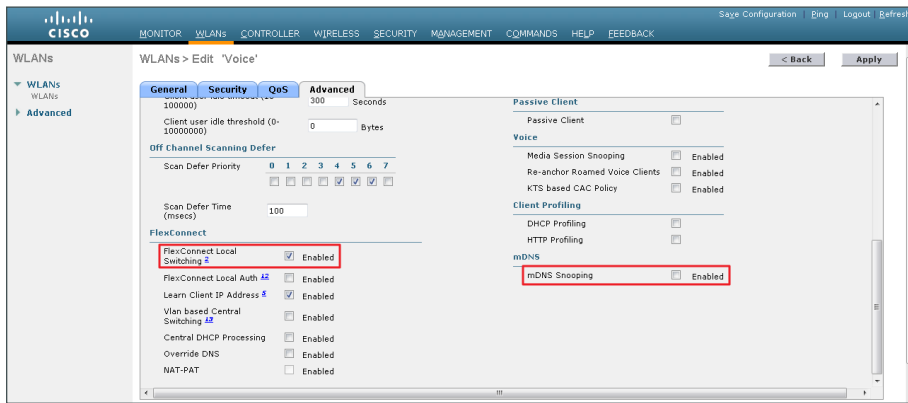 Save Configuration | Ping | Logout | Refresh
CISCO
MONITOR WLANs CONTROLLER WIRELESS SECURITY MANAGEMENT COMMANDS HELP FEEDBACK
WLANs
WLANs > Edit 'Voice'
< Back
Apply
WLANs
WLANs
Advanced
General Security QoS Advanced
100000)
300 Seconds
Client user idle threshold (0-
10000000)
0 Bytes
Off Channel Scanning Defer
Scan Defer Priority 0 1 2 3 4 5 6 7
Scan Defer Time
(msecs)
100
FlexConnect
FlexConnect Local
Switching 2 Enabled
FlexConnect Local Auth 12 Enabled
Learn Client IP Address 5 Enabled
Vlan based Central
Switching 13 Enabled
Central DHCP Processing Enabled
Override DNS Enabled
NAT-PAT Enabled
Passive Client
Passive Client
Voice
Media Session Snooping Enabled
Re-anchor Roamed Voice Clients Enabled
KTS based CAC Policy Enabled
Client Profiling
DHCP Profiling
HTTP Profiling
mDNS
mDNS Snooping Enabled